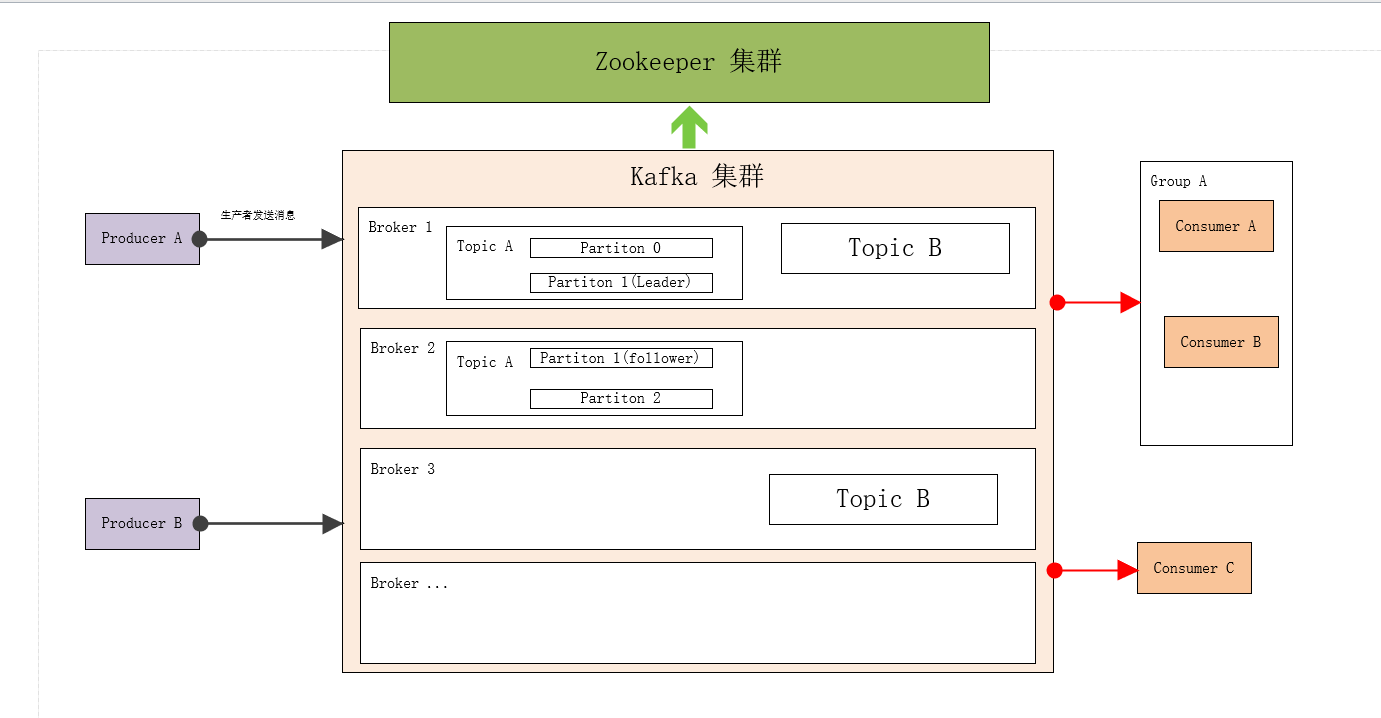 Zookeeper 集群
Kafka 集群
Producer A
生产者发送消息
Broker 1
Topic A
Partiton 0
Partiton 1(Leader)
Topic B
Broker 2
Topic A
Partiton 1(follower)
Partiton 2
Broker 3
Topic B
Producer B
Broker ...
Group A
Consumer A
Consumer B
Consumer C